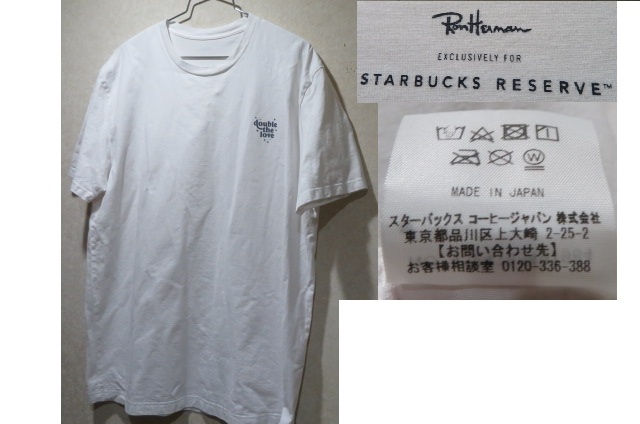 double
the
love
Ron Herman
EXCLUSIVELY FOR
STARBUCKS RESERVE™
MADE IN JAPAN
スターバックス コーヒージャパン 株式会社
東京都品川区上大崎 2-25-2
【お問い合わせ先】
お客様相談室 0120-336-388